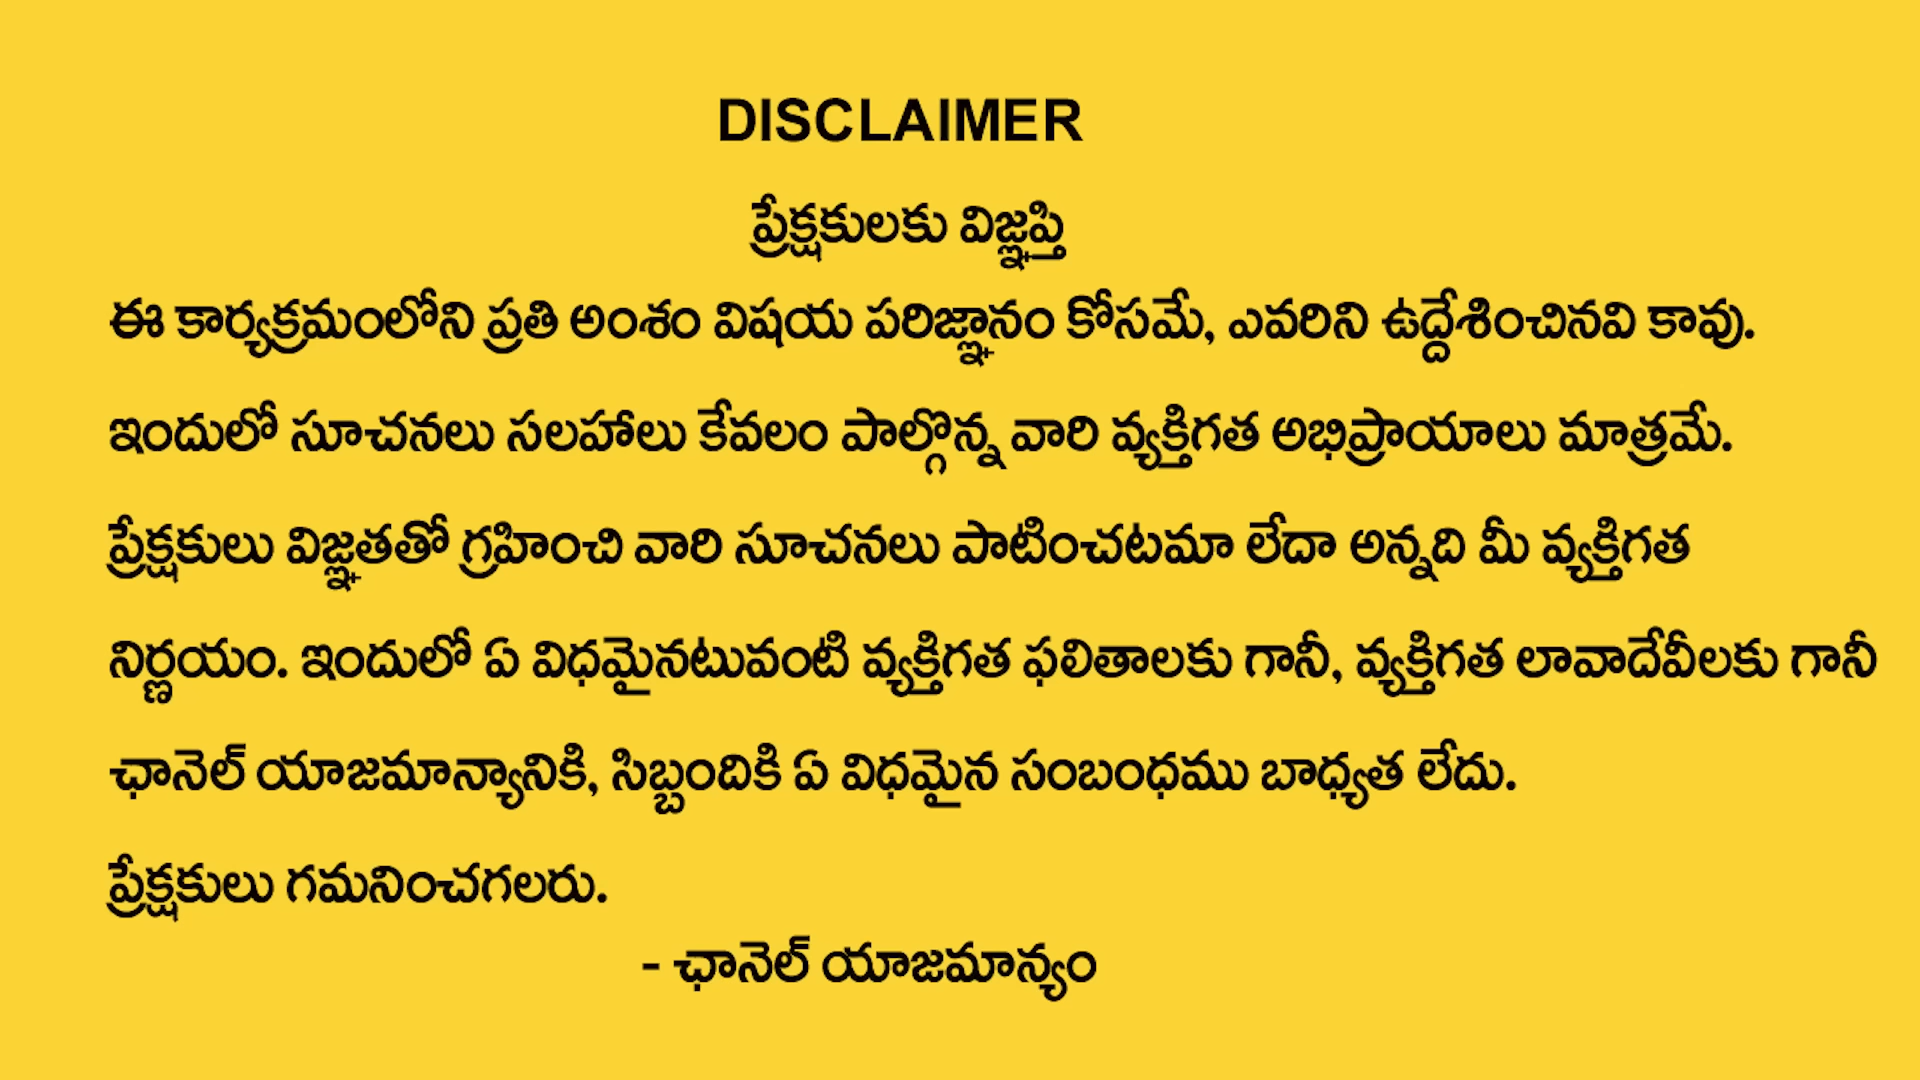 DISCLAIMER
ప్రేక్షకులకు విజ్ఞప్తి
ఈ కార్యక్రమంలోని ప్రతి అంశం విషయ పరిజ్ఞానం కోసమే, ఎవరిని ఉద్దేశించినవి కావు.
ఇందులో సూచనలు సలహాలు కేవలం పాల్గొన్న వారి వ్యక్తిగత అభిప్రాయాలు మాత్రమే.
ప్రేక్షకులు విజ్ఞతతో గ్రహించి వారి సూచనలు పాటించటమా లేదా అన్నది మీ వ్యక్తిగత
నిర్ణయం. ఇందులో ఏ విధమైనటువంటి వ్యక్తిగత ఫలితాలకు గానీ, వ్యక్తిగత లావాదేవీలకు గానీ
ఛానెల్ యాజమాన్యానికి, సిబ్బందికి ఏ విధమైన సంబంధము బాధ్యత లేదు.
ప్రేక్షకులు గమనించగలరు.
- ఛానెల్ యాజమాన్యం